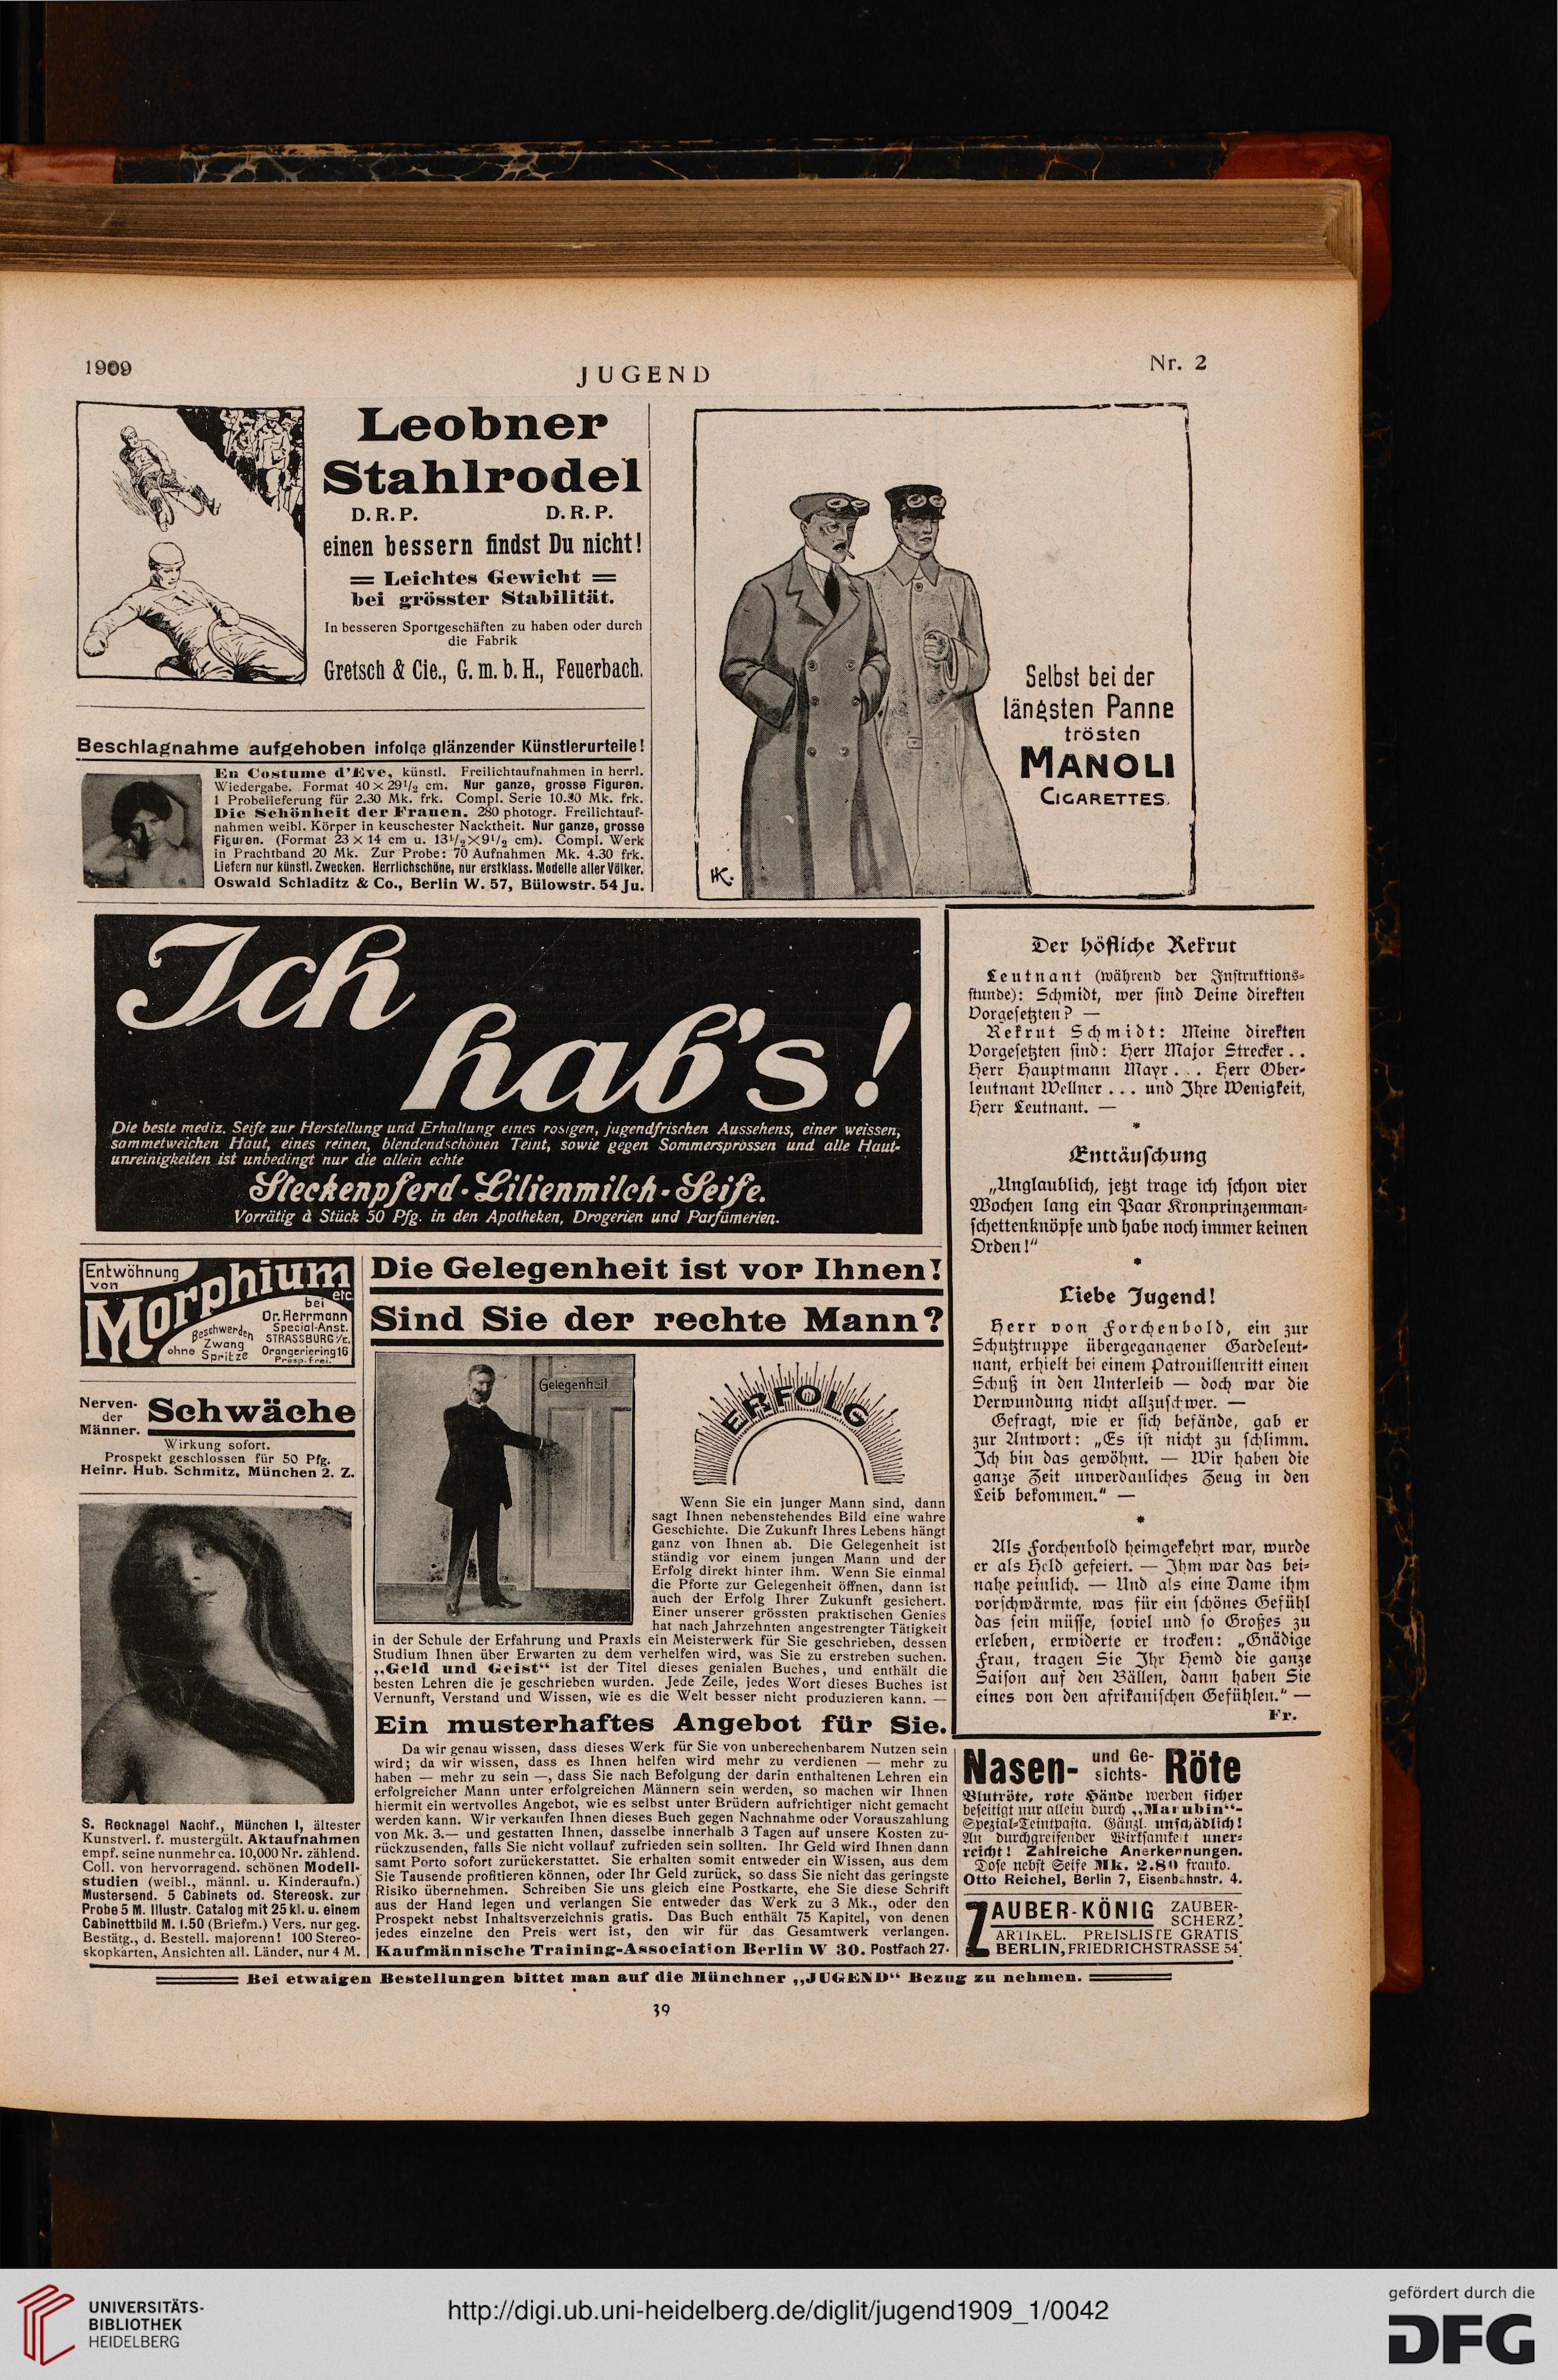 1909
JUGEND
Nr. 2
Leobner
Stahlrodel
D. R. P. D. R. P.
einen bessern findst Du nicht!
= Leichtes Gewicht =
bei grösster Stabilität.
In besseren Sportgeschäften zu haben oder durch
die Fabrik
Gretsch & Cie., G. m. b. H., Feuerbach.
Beschlagnahme aufgehoben infolge glänzender Künstlerurteile!
En Costume d'Eve, künstl. Freilichtaufnahmen in herrl.
Wiedergabe. Format 40 × 29½ cm. Nur ganze, grosse Figuren.
1 Probelieferung für 2.30 Mk. frk. Compl. Serie 10.30 Mk. frk.
Die Schönheit der Frauen. 280 photogr. Freilichtauf-
nahmen weibl. Körper in keuschester Nacktheit. Nur ganze, grosse
Figuren. (Format 23 × 14 cm u. 13½×9½ cm). Compl. Werk
in Prachtband 20 Mk. Zur Probe: 70 Aufnahmen Mk. 4.30 frk.
Liefern nur künstl. Zwecken. Herrlichschöne, nur erstklass. Modelle aller Völker.
Oswald Schladitz & Co., Berlin W. 57, Bülowstr. 54 Ju.
Selbst bei der
längsten Panne
trösten
MANOLI
CIGARETTES.
HK.
Ich
hab's!
Die beste mediz. Seife zur Herstellung und Erhaltung eines rosigen, jugendfrischen Aussehens, einer weissen,
sammetweichen Haut, eines reinen, blendendschönen Teint, sowie gegen Sommersprossen und alle Haut-
unreinigkeiten ist unbedingt nur die allein echte
Steckenpferd-Lilienmilch-Seife.
Vorrätig à Stück 50 Pfg. in den Apotheken, Drogerien und Parfümerien.
Entwöhnung
von
Morphium
etc.
bei
Dr. Herrmann
Special-Anst.
STRASSBURG i/E.
Orangeriering 16
Prosp. frei.
Beschwerden
Zwang
ohne Spritze
Nerven-
der
Männer.
Schwäche
Wirkung sofort.
Prospekt geschlossen für 50 Pfg.
Heinr. Hub. Schmitz, München 2. Z.
S. Recknagel Nachf., München I, ältester
Kunstverl. f. mustergült. Aktaufnahmen
empf. seine nunmehr ca. 10,000 Nr. zählend.
Coll. von hervorragend. schönen Modell-
studien (weibl., männl. u. Kinderaufn.)
Mustersend. 5 Cabinets od. Stereosk. zur
Probe 5 M. Illustr. Catalog mit 25 kl. u. einem
Cabinettbild M. 1.50 (Briefm.) Vers. nur geg.
Bestätg., d. Bestell. majorenn! 100 Stereo-
skopkarten, Ansichten all. Länder, nur 4 M.
Die Gelegenheit ist vor Ihnen!
Sind Sie der rechte Mann?
Gelegenheit
ERFOLG
Wenn Sie ein junger Mann sind, dann
sagt Ihnen nebenstehendes Bild eine wahre
Geschichte. Die Zukunft Ihres Lebens hängt
ganz von Ihnen ab. Die Gelegenheit ist
ständig vor einem jungen Mann und der
Erfolg direkt hinter ihm. Wenn Sie einmal
die Pforte zur Gelegenheit öffnen, dann ist
auch der Erfolg Ihrer Zukunft gesichert.
Einer unserer grössten praktischen Genies
hat nach Jahrzehnten angestrengter Tätigkeit
in der Schule der Erfahrung und Praxis ein Meisterwerk für Sie geschrieben, dessen
Studium Ihnen über Erwarten zu dem verhelfen wird, was Sie zu erstreben suchen.
„Geld und Geist“ ist der Titel dieses genialen Buches, und enthält die
besten Lehren die je geschrieben wurden. Jede Zeile, jedes Wort dieses Buches ist
Vernunft, Verstand und Wissen, wie es die Welt besser nicht produzieren kann. —
Ein musterhaftes Angebot für Sie.
Da wir genau wissen, dass dieses Werk für Sie von unberechenbarem Nutzen sein
wird; da wir wissen, dass es Ihnen helfen wird mehr zu verdienen — mehr zu
haben — mehr zu sein —, dass Sie nach Befolgung der darin enthaltenen Lehren ein
erfolgreicher Mann unter erfolgreichen Männern sein werden, so machen wir Ihnen
hiermit ein wertvolles Angebot, wie es selbst unter Brüdern aufrichtiger nicht gemacht
werden kann. Wir verkaufen Ihnen dieses Buch gegen Nachnahme oder Vorauszahlung
von Mk. 3.— und gestatten Ihnen, dasselbe innerhalb 3 Tagen auf unsere Kosten zu-
rückzusenden, falls Sie nicht vollauf zufrieden sein sollten. Ihr Geld wird Ihnen dann
samt Porto sofort zurückerstattet. Sie erhalten somit entweder ein Wissen, aus dem
Sie Tausende profitieren können, oder Ihr Geld zurück, so dass Sie nicht das geringste
Risiko übernehmen. Schreiben Sie uns gleich eine Postkarte, ehe Sie diese Schrift
aus der Hand legen und verlangen Sie entweder das Werk zu 3 Mk., oder den
Prospekt nebst Inhaltsverzeichnis gratis. Das Buch enthält 75 Kapitel, von denen
jedes einzelne den Preis wert ist, den wir für das Gesamtwerk verlangen.
Kaufmännische Training-Association Berlin W 30. Postfach 27.
Der höfliche Rekrut
Leutnant (während der Instruktions-
stunde): Schmidt, wer sind Deine direkten
Vorgesetzten? —
Rekrut Schmidt: Meine direkten
Vorgesetzten sind: Herr Major Strecker . .
Herr Hauptmann Mayr . . . Herr Ober-
leutnant Wellner . . . und Ihre Wenigkeit,
Herr Leutnant. —
*
Enttäuschung
„Unglaublich, jetzt trage ich schon vier
Wochen lang ein Paar Kronprinzenman-
schettenknöpfe und habe noch immer keinen
Orden!“
*
Liebe Jugend!
Herr von Forchenbold, ein zur
Schutztruppe übergegangener Gardeleut-
nant, erhielt bei einem Patrouillenritt einen
Schuß in den Unterleib — doch war die
Verwundung nicht allzuschwer. —
Gefragt, wie er sich befände, gab er
zur Antwort: „Es ist nicht zu schlimm.
Ich bin das gewöhnt. — Wir haben die
ganze Zeit unverdauliches Zeug in den
Leib bekommen.“ —
*
Als Forchenbold heimgekehrt war, wurde
er als Held gefeiert. — Ihm war das bei-
nahe peinlich. — Und als eine Dame ihm
vorschwärmte, was für ein schönes Gefühl
das sein müsse, soviel und so Großes zu
erleben, erwiderte er trocken: „Gnädige
Frau, tragen Sie Ihr Hemd die ganze
Saison auf den Bällen, dann haben Sie
eines von den afrikanischen Gefühlen.“ —
Fr.
Nasen- und Ge-
sichts- Röte
Blutröte, rote Hände werden sicher
beseitigt nur allein durch „Marubin“-
Spezial-Teintpasta. Gänzl. unschädlich!
An durchgreifender Wirksamkeit uner-
reicht! Zahlreiche Anerkennungen.
Dose nebst Seife Mk. 2.80 franko.
Otto Reichel, Berlin 7, Eisenbahnstr. 4.
ZAUBER-KÖNIG ZAUBER-
SCHERZ-
ARTIKEL. PREISLISTE GRATIS
BERLIN, FRIEDRICHSTRASSE 54.
Bei etwaigen Bestellungen bittet man auf die Münchner „JUGEND“ Bezug zu nehmen.
39
UNIVERSITÄTS-
BIBLIOTHEK
HEIDELBERG
http://digi.ub.uni-heidelberg.de/diglit/jugend1909_1/0042
gefördert durch die
DFG